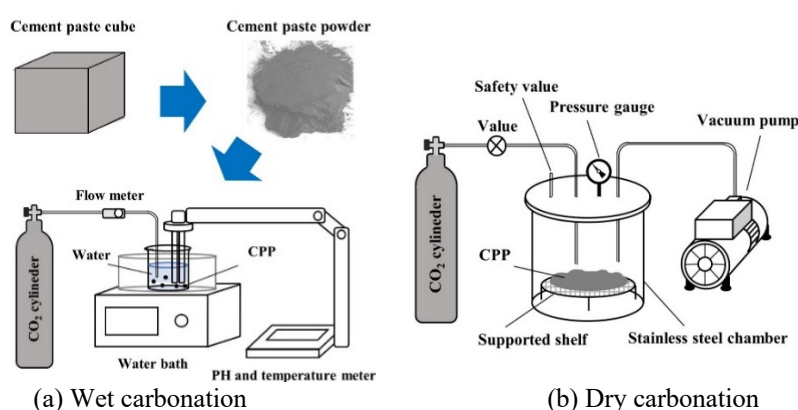 Cement paste cube
Cement paste powder
Flow meter
Water
CPP
CO2 cylineder
Water bath
PH and temperature meter
(a) Wet carbonation
Safety value
Pressure gauge
Value
Vacuum pump
CO2 cylineder
CPP
Supported shelf
Stainless steel chamber
(b) Dry carbonation